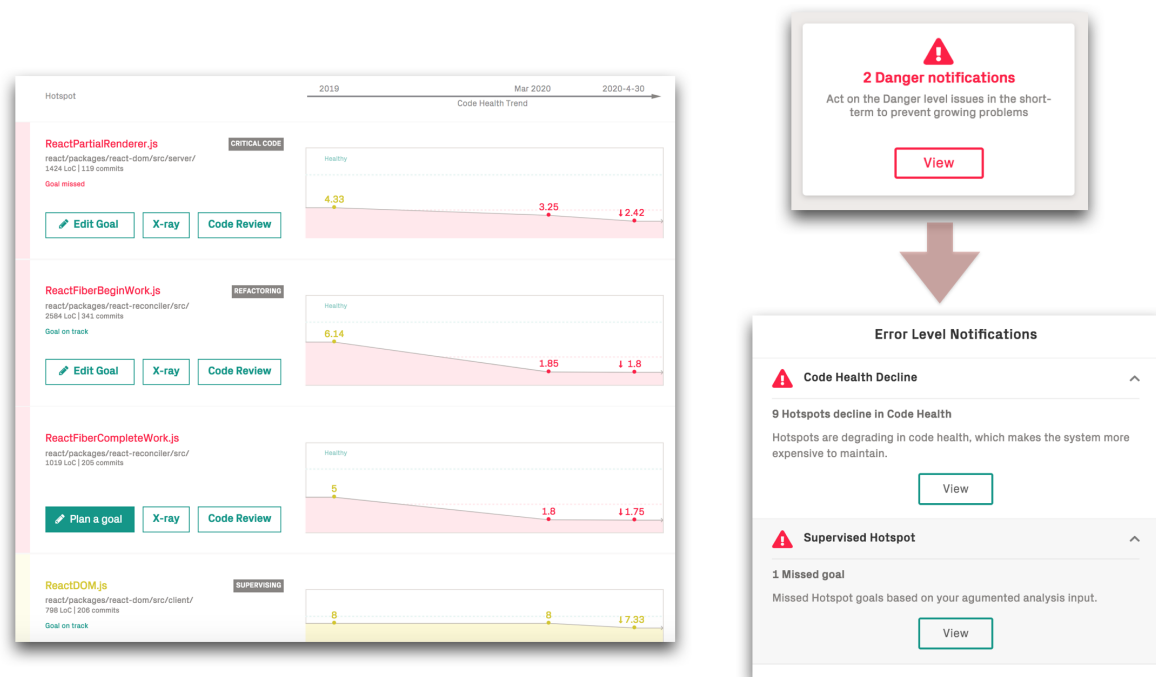 Hotspot
2019 Mar 2020 2020-4-30
Code Health Trend
ReactPartialRenderer.js CRITICAL CODE
react/packages/react-dom/src/server/
1424 LoC | 119 commits
Goal missed
Edit Goal X-ray Code Review
Healthy
4.33 3.25 ↓2.42
ReactFiberBeginWork.js REFACTORING
react/packages/react-reconciler/src/
2584 LoC | 341 commits
Goal on track
Edit Goal X-ray Code Review
Healthy
6.14 1.85 ↓ 1.8
ReactFiberCompleteWork.js
react/packages/react-reconciler/src/
1019 LoC | 205 commits
Plan a goal X-ray Code Review
Healthy
5 1.8 ↓1.75
ReactDOM.js SUPERVISING
react/packages/react-dom/src/client/
798 LoC | 206 commits
Goal on track
8 8 ↓7.33
2 Danger notifications
Act on the Danger level issues in the short-
term to prevent growing problems
View
Error Level Notifications
Code Health Decline
9 Hotspots decline in Code Health
Hotspots are degrading in code health, which makes the system more
expensive to maintain.
View
Supervised Hotspot
1 Missed goal
Missed Hotspot goals based on your agumented analysis input.
View